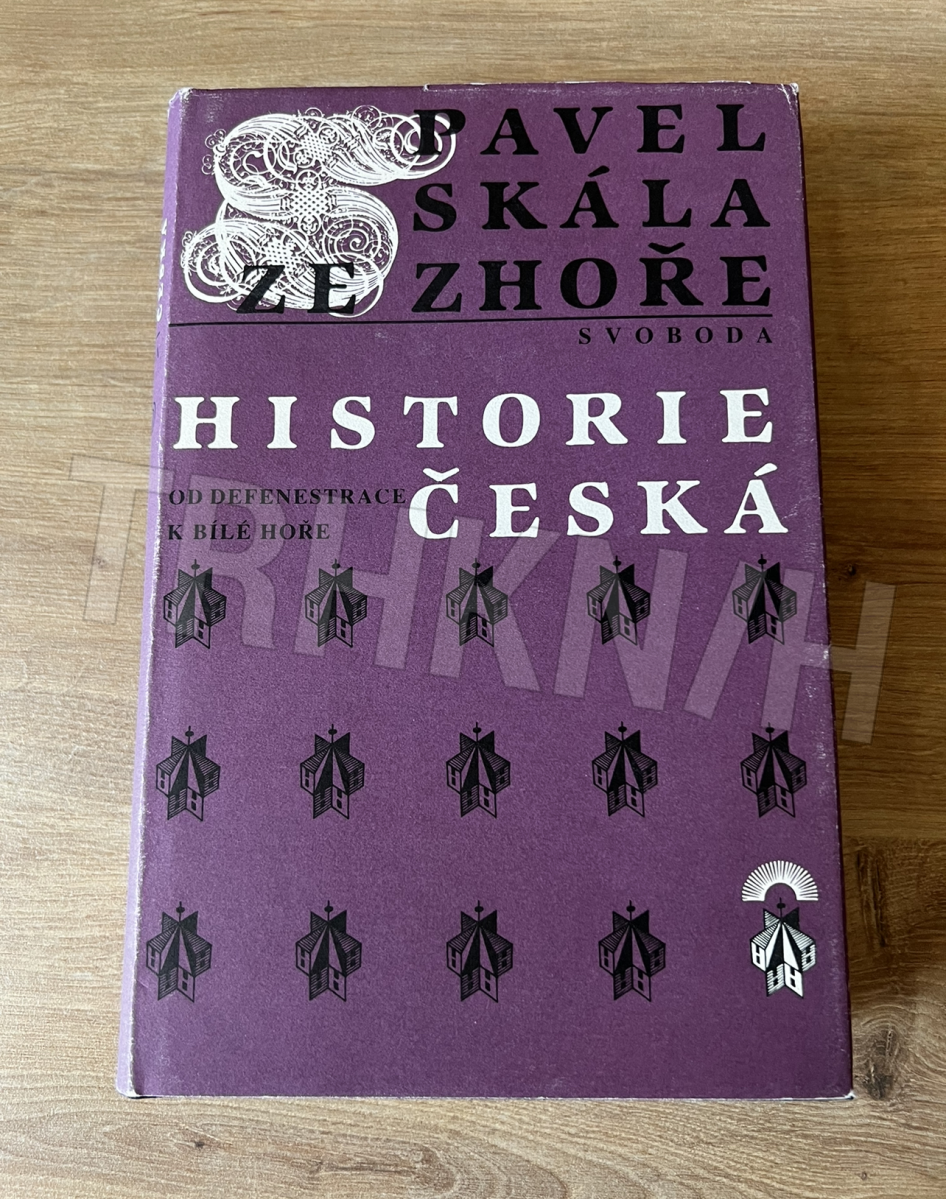 PAVEL
SKÁLA
ZE ZHOŘE
SVOBODA
HISTORIE
ČESKÁ
OD DEFENESTRACE
K BÍLÉ HOŘE
TRHKNIH